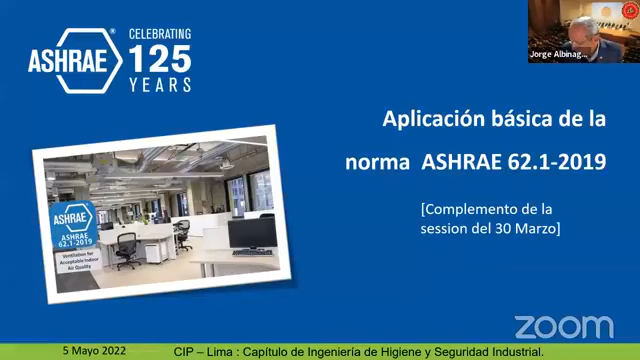 ASHRAE
CELEBRATING
125
YEARS
Jorge Albinag...
Aplicación básica de la
norma ASHRAE 62.1-2019
[Complemento de la
session del 30 Marzo]
ASHRAE
ASHRAE
62.1-2019
Ventilation for
Acceptable Indoor
Air Quality
zoom
5 Mayo 2022
CIP – Lima : Capítulo de Ingeniería de Higiene y Seguridad Industrial.